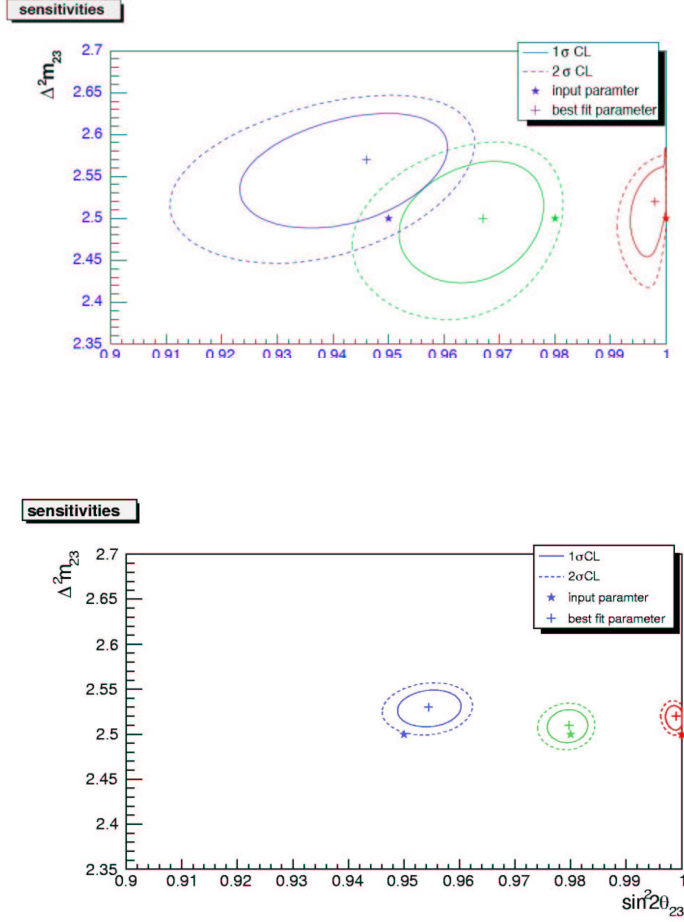 sensitivities
Δ²m₂₃
2.7
2.65
2.6
2.55
2.5
2.45
2.4
2.35
0.9 0.91 0.92 0.93 0.94 0.95 0.96 0.97 0.98 0.99 1
1 σ CL
2 σ CL
input paramter
best fit parameter
sensitivities
Δ²m₂₃
2.7
2.65
2.6
2.55
2.5
2.45
2.4
2.35
0.9 0.91 0.92 0.93 0.94 0.95 0.96 0.97 0.98 0.99 1
sin²2θ₂₃
1σCL
2σCL
input paramter
best fit parameter